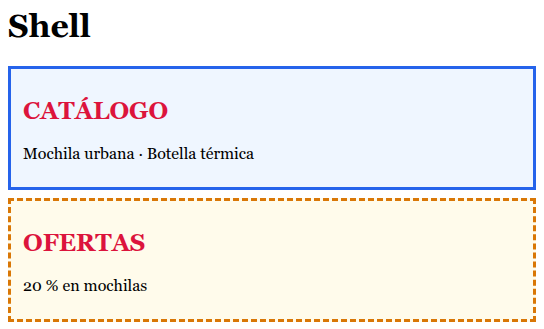 Shell
CATÁLOGO
Mochila urbana · Botella térmica
OFERTAS
20 % en mochilas